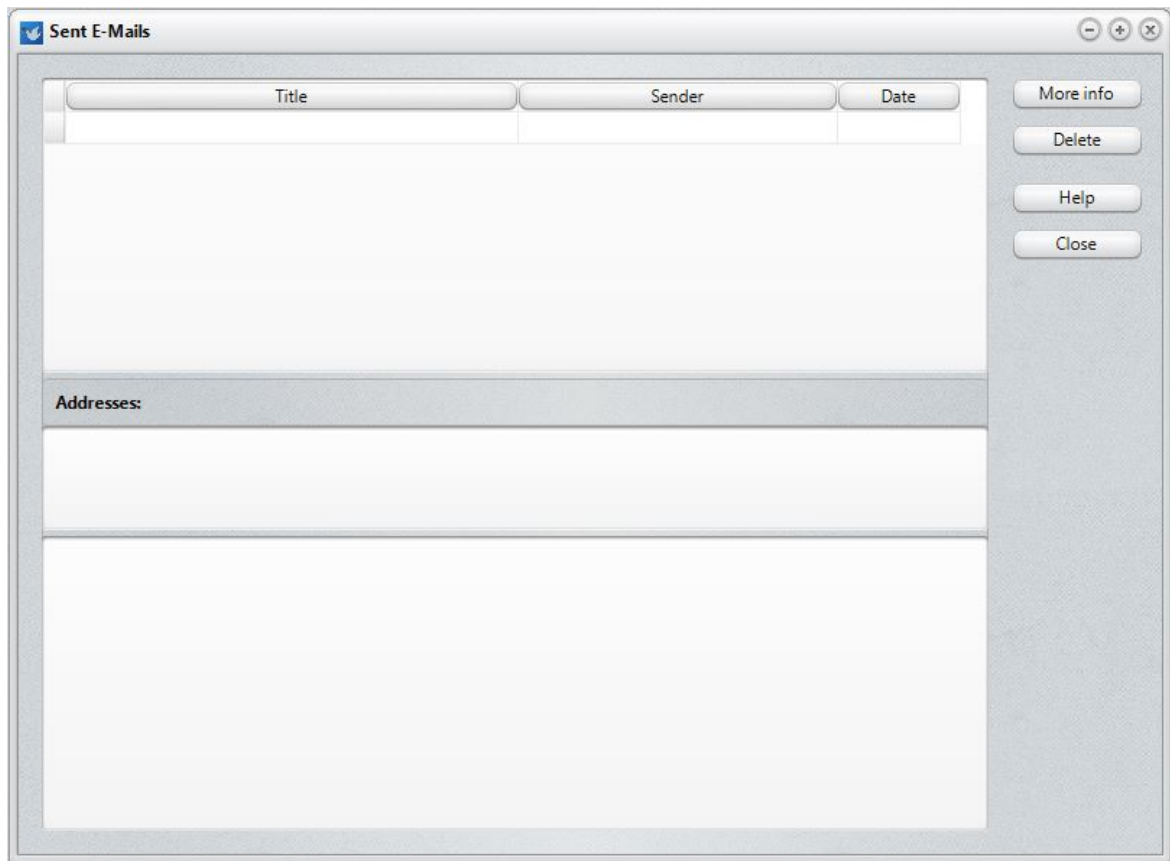 Sent E-Mails
Title Sender Date
More info
Delete
Help
Close
Addresses: